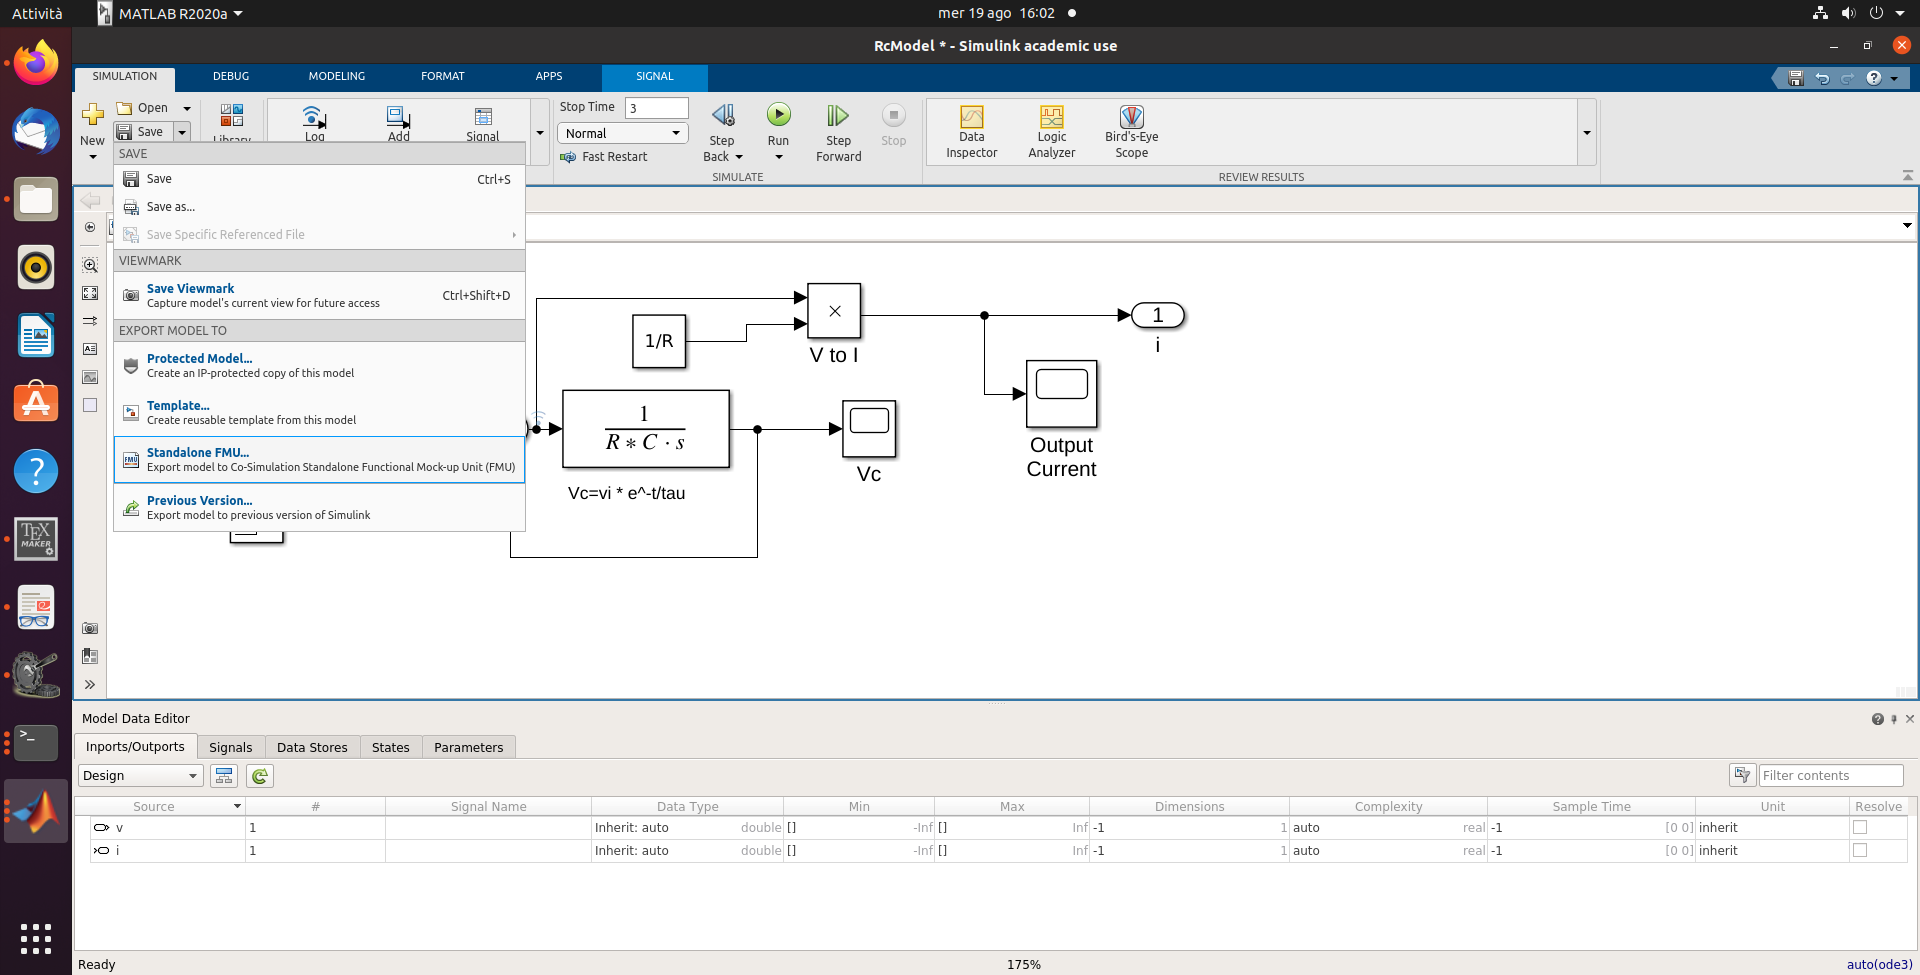 Attività
MATLAB R2020a
mer 19 ago 16:02
RcModel * - Simulink academic use
SIMULATION
DEBUG
MODELING
FORMAT
APPS
SIGNAL
New
Open
Save
Library
Log
Add
Signal
Stop Time
3
Normal
Fast Restart
Step
Back
Run
Step
Forward
Stop
SIMULATE
Data
Inspector
Logic
Analyzer
Bird's-Eye
Scope
REVIEW RESULTS
SAVE
Save Ctrl+S
Save as...
Save Specific Referenced File
VIEWMARK
Save Viewmark
Capture model's current view for future access
Ctrl+Shift+D
EXPORT MODEL TO
Protected Model...
Create an IP-protected copy of this model
Template...
Create reusable template from this model
FMU
Standalone FMU...
Export model to Co-Simulation Standalone Functional Mock-up Unit (FMU)
Previous Version...
Export model to previous version of Simulink
1/R
×
V to I
1
i
1
R∗C·s
Vc=vi * e^-t/tau
Vc
Output
Current
TEX
MAKER
Model Data Editor
Inports/Outports Signals Data Stores States Parameters
Design
Filter contents
Source # Signal Name Data Type Min Max Dimensions Complexity Sample Time Unit Resolve
v 1 Inherit: auto double [] -Inf [] Inf -1 1 auto real -1 [0 0] inherit
i 1 Inherit: auto double [] -Inf [] Inf -1 1 auto real -1 [0 0] inherit
Ready
175%
auto(ode3)